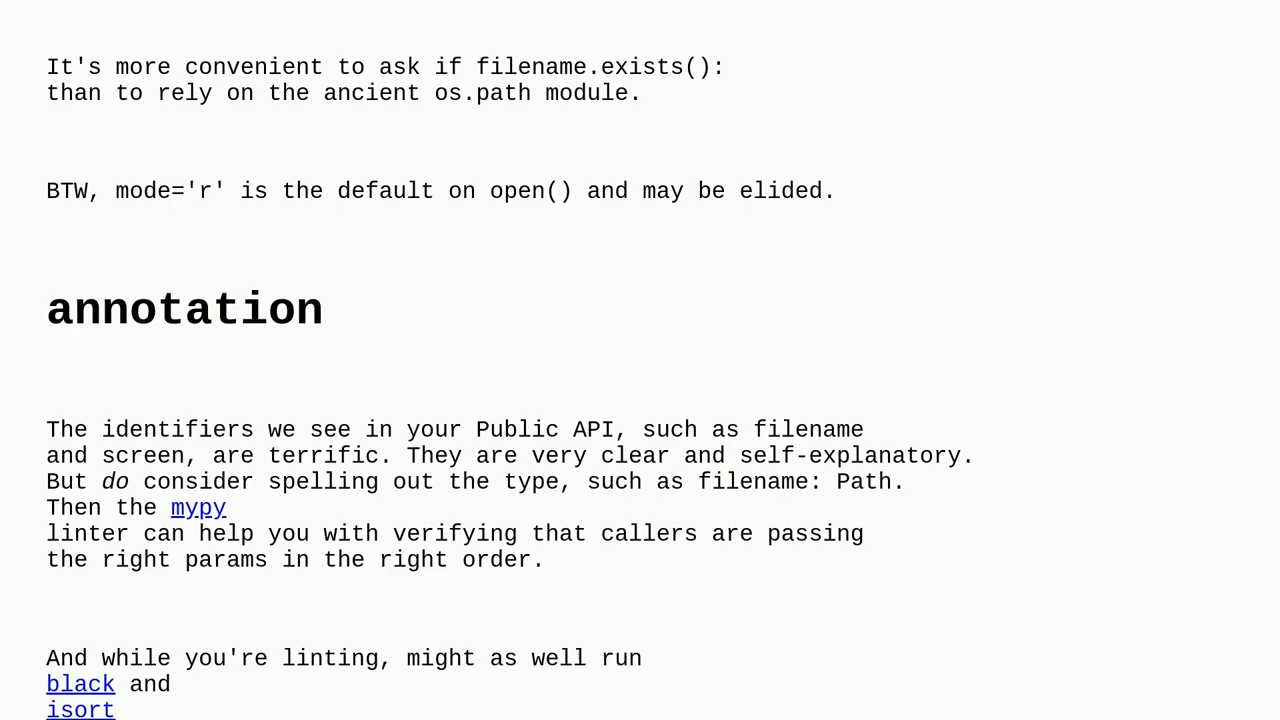 It's more convenient to ask if filename.exists():
than to rely on the ancient os.path module.
BTW, mode='r' is the default on open() and may be elided.
annotation
The identifiers we see in your Public API, such as filename
and screen, are terrific. They are very clear and self-explanatory.
But do consider spelling out the type, such as filename: Path.
Then the mypy
linter can help you with verifying that callers are passing
the right params in the right order.
And while you're linting, might as well run
black and
isort